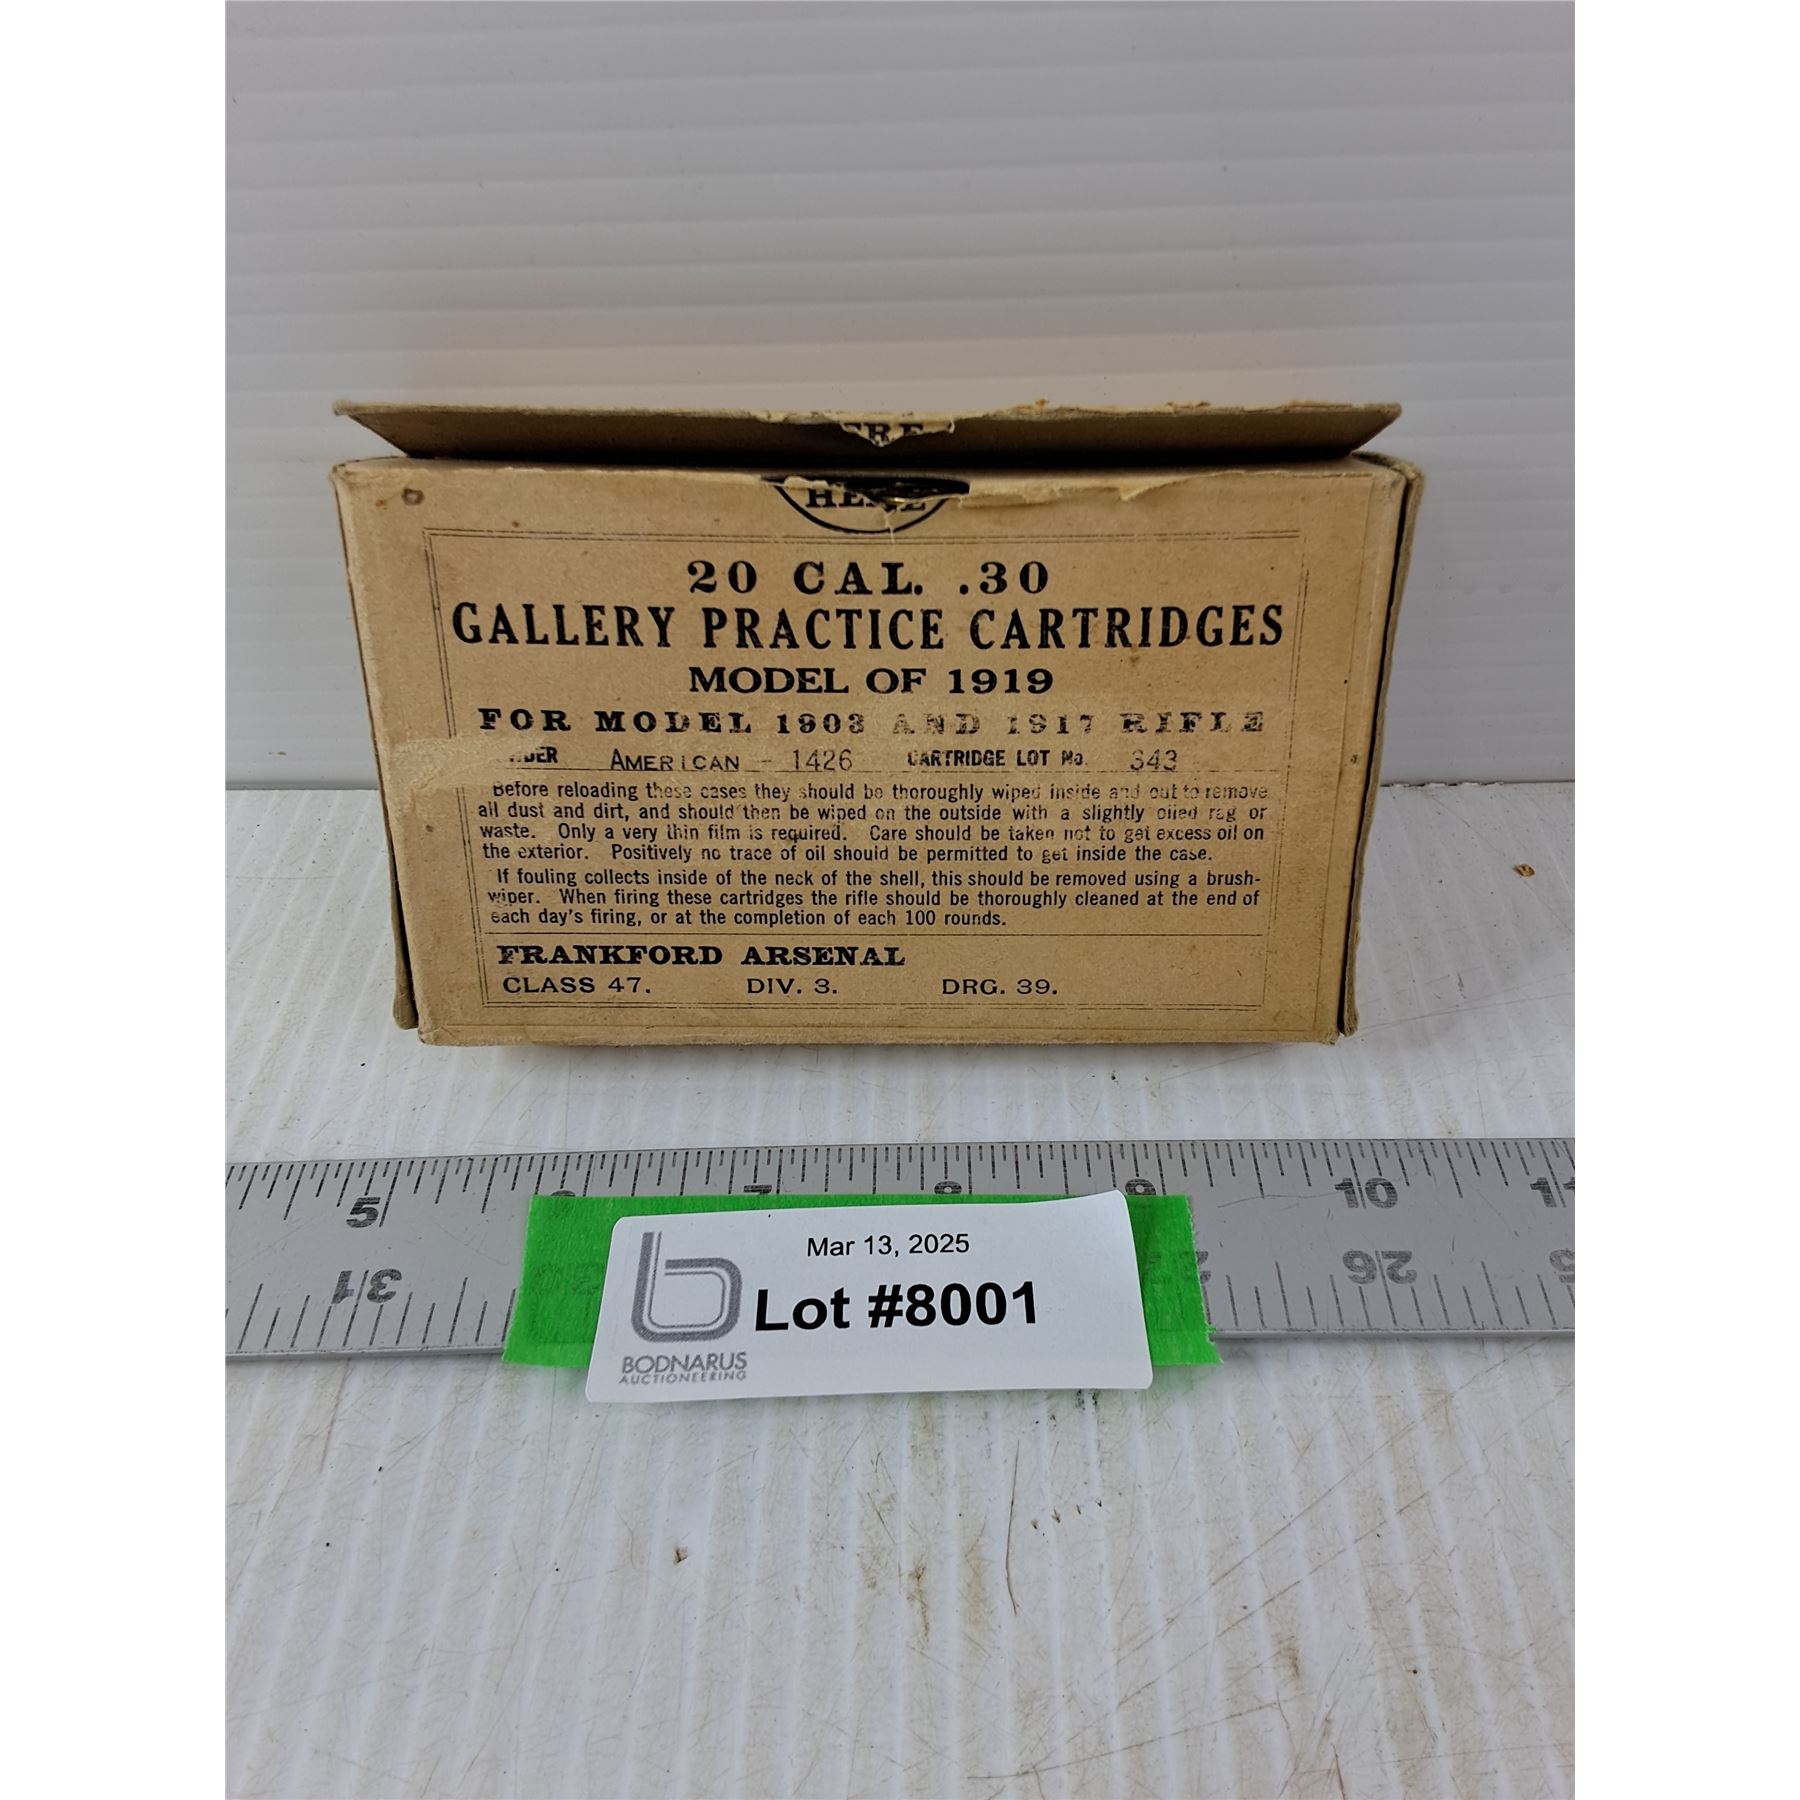 HERE
20 CAL. .30
GALLERY PRACTICE CARTRIDGES
MODEL OF 1919
FOR MODEL 1903 AND 1917 RIFLE
AMERICAN - 1426 CARTRIDGE LOT No. 343
Before reloading these cases they should be thoroughly wiped inside and out to remove
all dust and dirt, and should then be wiped on the outside with a slightly oiled rag or
waste. Only a very thin film is required. Care should be taken not to get excess oil on
the exterior. Positively no trace of oil should be permitted to get inside the case.
If fouling collects inside of the neck of the shell, this should be removed using a brush-
wiper. When firing these cartridges the rifle should be thoroughly cleaned at the end of
each day's firing, or at the completion of each 100 rounds.
FRANKFORD ARSENAL
CLASS 47. DIV. 3. DRG. 39.
5 6 7 8 9 10 11
31 26
Mar 13, 2025
Lot #8001
BODNARUS
AUCTIONEERING